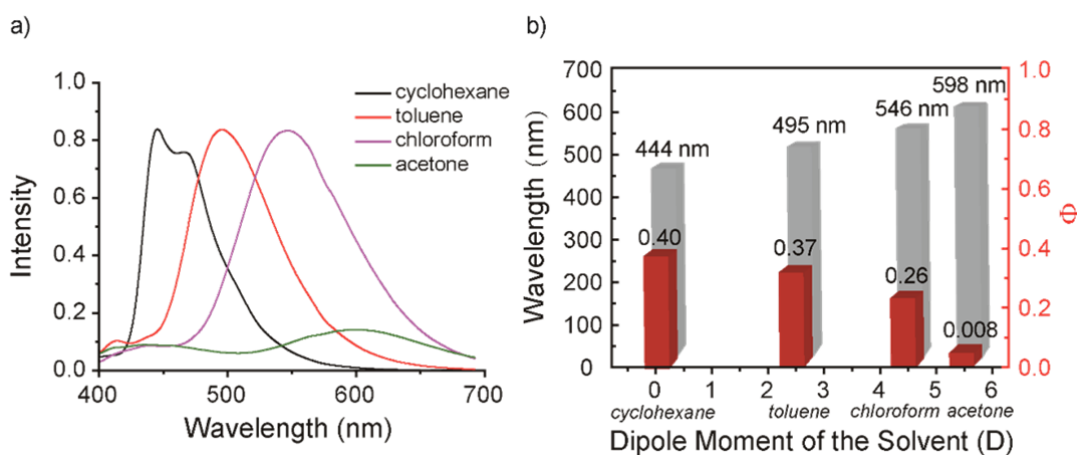 a)
b)
1.0
0.8
0.6
0.4
0.2
0.0
400
500
600
700
Intensity
Wavelength (nm)
cyclohexane
toluene
chloroform
acetone
700
600
500
400
300
200
100
0
Wavelength (nm)
444 nm
495 nm
546 nm
598 nm
0.40
0.37
0.26
0.008
1.0
0.8
0.6
0.4
0.2
0.0
Φ
0 1 2 3 4 5 6
cyclohexane toluene chloroform acetone
Dipole Moment of the Solvent (D)